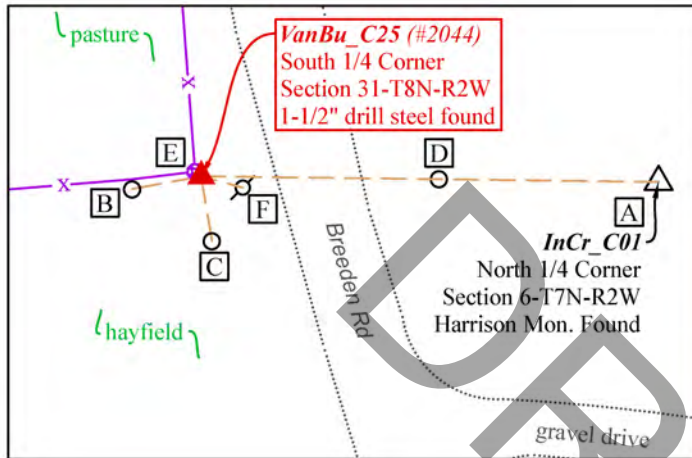 pasture
VanBu_C25 (#2044)
South 1/4 Corner
Section 31-T8N-R2W
1-1/2" drill steel found
x
E
D
x
B
F
A
C
InCr_C01
North 1/4 Corner
Section 6-T7N-R2W
Harrison Mon. Found
Breeden Rd
hayfield
gravel drive
DR